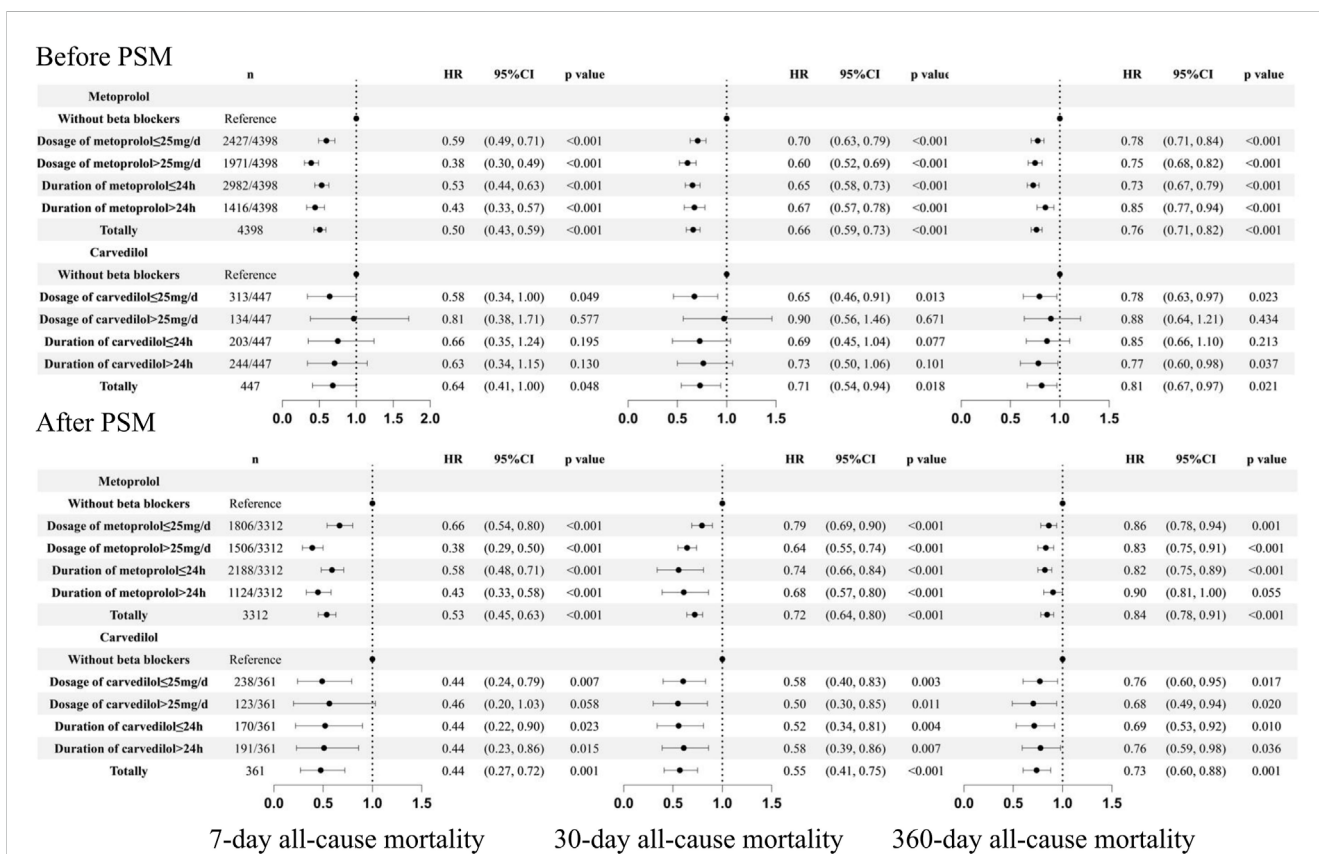 Before PSM
n HR 95%CI p value HR 95%CI p value HR 95%CI p value
Metoprolol
Without beta blockers Reference
Dosage of metoprolol≤25mg/d 2427/4398 0.59 (0.49, 0.71) <0.001 0.70 (0.63, 0.79) <0.001 0.78 (0.71, 0.84) <0.001
Dosage of metoprolol>25mg/d 1971/4398 0.38 (0.30, 0.49) <0.001 0.60 (0.52, 0.69) <0.001 0.75 (0.68, 0.82) <0.001
Duration of metoprolol≤24h 2982/4398 0.53 (0.44, 0.63) <0.001 0.65 (0.58, 0.73) <0.001 0.73 (0.67, 0.79) <0.001
Duration of metoprolol>24h 1416/4398 0.43 (0.33, 0.57) <0.001 0.67 (0.57, 0.78) <0.001 0.85 (0.77, 0.94) <0.001
Totally 4398 0.50 (0.43, 0.59) <0.001 0.66 (0.59, 0.73) <0.001 0.76 (0.71, 0.82) <0.001
Carvedilol
Without beta blockers Reference
Dosage of carvedilol≤25mg/d 313/447 0.58 (0.34, 1.00) 0.049 0.65 (0.46, 0.91) 0.013 0.78 (0.63, 0.97) 0.023
Dosage of carvedilol>25mg/d 134/447 0.81 (0.38, 1.71) 0.577 0.90 (0.56, 1.46) 0.671 0.88 (0.64, 1.21) 0.434
Duration of carvedilol≤24h 203/447 0.66 (0.35, 1.24) 0.195 0.69 (0.45, 1.04) 0.077 0.85 (0.66, 1.10) 0.213
Duration of carvedilol>24h 244/447 0.63 (0.34, 1.15) 0.130 0.73 (0.50, 1.06) 0.101 0.77 (0.60, 0.98) 0.037
Totally 447 0.64 (0.41, 1.00) 0.048 0.71 (0.54, 0.94) 0.018 0.81 (0.67, 0.97) 0.021
0.0 0.5 1.0 1.5 2.0 0.0 0.5 1.0 1.5 0.0 0.5 1.0 1.5
After PSM
n HR 95%CI p value HR 95%CI p value HR 95%CI p value
Metoprolol
Without beta blockers Reference
Dosage of metoprolol≤25mg/d 1806/3312 0.66 (0.54, 0.80) <0.001 0.79 (0.69, 0.90) <0.001 0.86 (0.78, 0.94) 0.001
Dosage of metoprolol>25mg/d 1506/3312 0.38 (0.29, 0.50) <0.001 0.64 (0.55, 0.74) <0.001 0.83 (0.75, 0.91) <0.001
Duration of metoprolol≤24h 2188/3312 0.58 (0.48, 0.71) <0.001 0.74 (0.66, 0.84) <0.001 0.82 (0.75, 0.89) <0.001
Duration of metoprolol>24h 1124/3312 0.43 (0.33, 0.58) <0.001 0.68 (0.57, 0.80) <0.001 0.90 (0.81, 1.00) 0.055
Totally 3312 0.53 (0.45, 0.63) <0.001 0.72 (0.64, 0.80) <0.001 0.84 (0.78, 0.91) <0.001
Carvedilol
Without beta blockers Reference
Dosage of carvedilol≤25mg/d 238/361 0.44 (0.24, 0.79) 0.007 0.58 (0.40, 0.83) 0.003 0.76 (0.60, 0.95) 0.017
Dosage of carvedilol>25mg/d 123/361 0.46 (0.20, 1.03) 0.058 0.50 (0.30, 0.85) 0.011 0.68 (0.49, 0.94) 0.020
Duration of carvedilol≤24h 170/361 0.44 (0.22, 0.90) 0.023 0.52 (0.34, 0.81) 0.004 0.69 (0.53, 0.92) 0.010
Duration of carvedilol>24h 191/361 0.44 (0.23, 0.86) 0.015 0.58 (0.39, 0.86) 0.007 0.76 (0.59, 0.98) 0.036
Totally 361 0.44 (0.27, 0.72) 0.001 0.55 (0.41, 0.75) <0.001 0.73 (0.60, 0.88) 0.001
0.0 0.5 1.0 1.5 0.0 0.5 1.0 1.5 0.0 0.5 1.0 1.5
7-day all-cause mortality 30-day all-cause mortality 360-day all-cause mortality